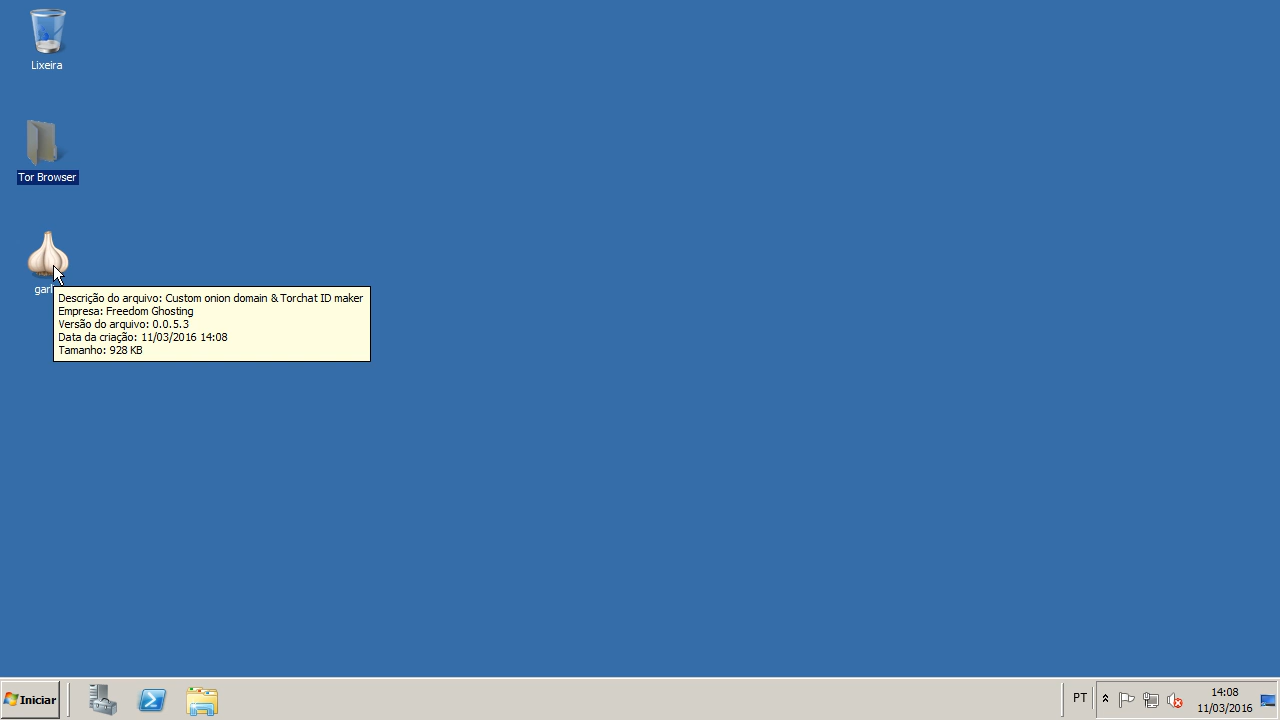 Lixeira
Tor Browser
Descrição do arquivo: Custom onion domain & Torchat ID maker
Empresa: Freedom Ghosting
Versão do arquivo: 0.0.5.3
Data da criação: 11/03/2016 14:08
Tamanho: 928 KB
Iniciar
PT
14:08
11/03/2016